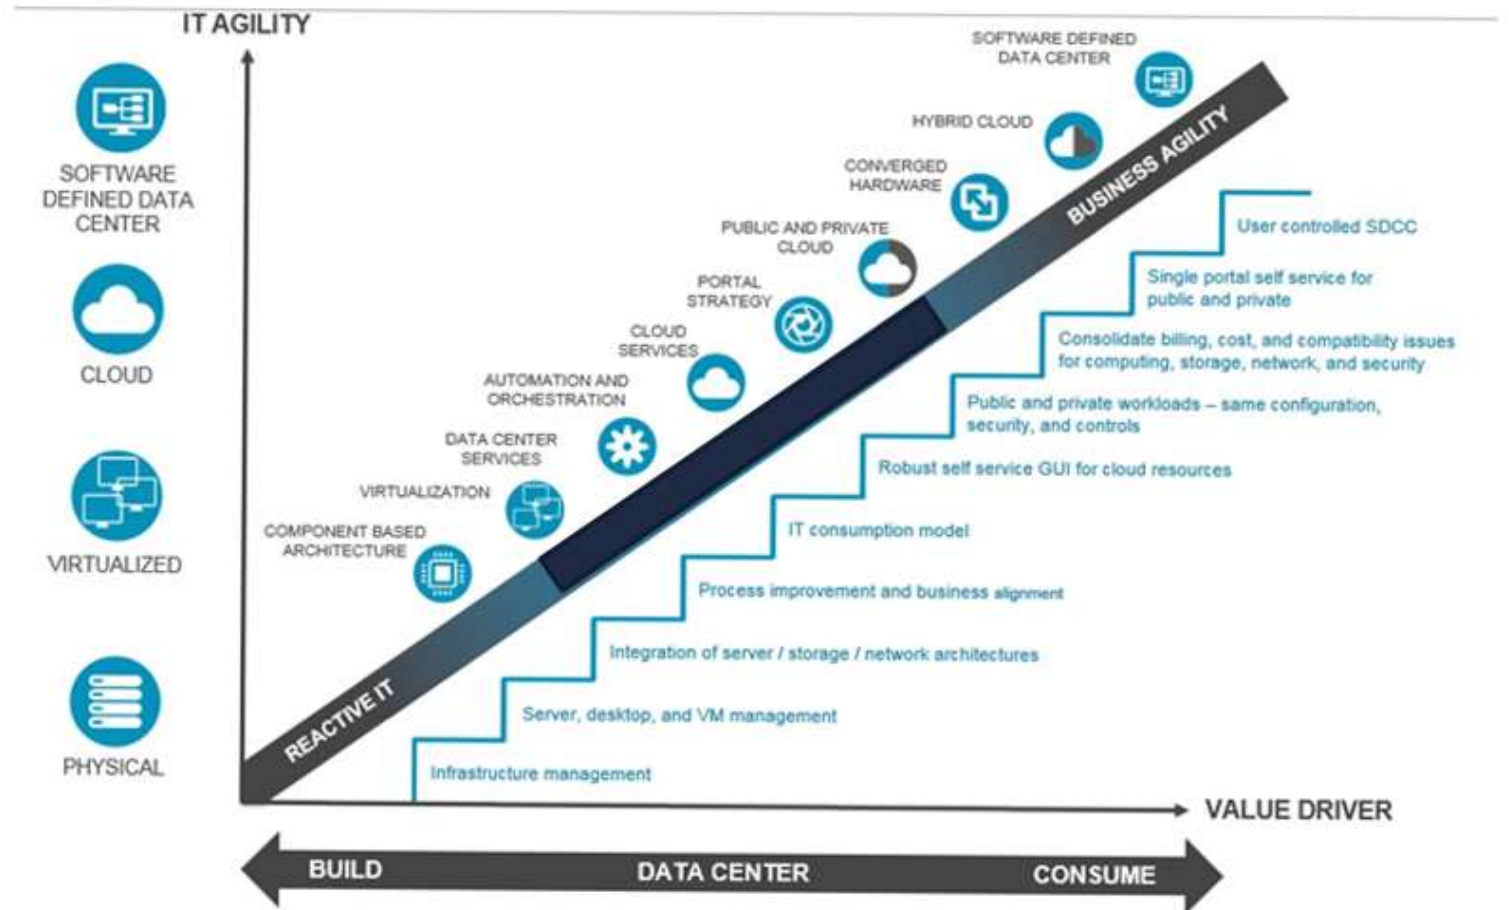 IT AGILITY
SOFTWARE
DEFINED DATA
CENTER
CLOUD
VIRTUALIZED
PHYSICAL
SOFTWARE DEFINED
DATA CENTER
HYBRID CLOUD
CONVERGED
HARDWARE
PUBLIC AND PRIVATE
CLOUD
PORTAL
STRATEGY
CLOUD
SERVICES
AUTOMATION AND
ORCHESTRATION
DATA CENTER
SERVICES
VIRTUALIZATION
COMPONENT BASED
ARCHITECTURE
BUSINESS AGILITY
REACTIVE IT
User controlled SDCC
Single portal self service for
public and private
Consolidate billing, cost, and compatibility issues
for computing, storage, network, and security
Public and private workloads – same configuration,
security, and controls
Robust self service GUI for cloud resources
IT consumption model
Process improvement and business alignment
Integration of server / storage / network architectures
Server, desktop, and VM management
Infrastructure management
VALUE DRIVER
BUILD
DATA CENTER
CONSUME